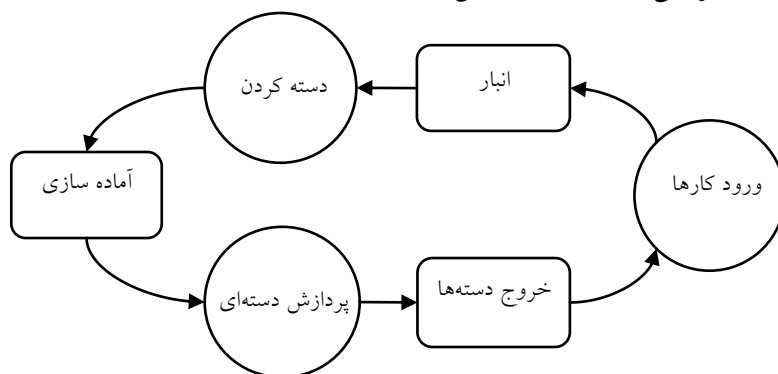 انبار
دسته کردن
ورود کارها
آماده سازی
خروج دسته‌ها
پردازش دسته‌ای